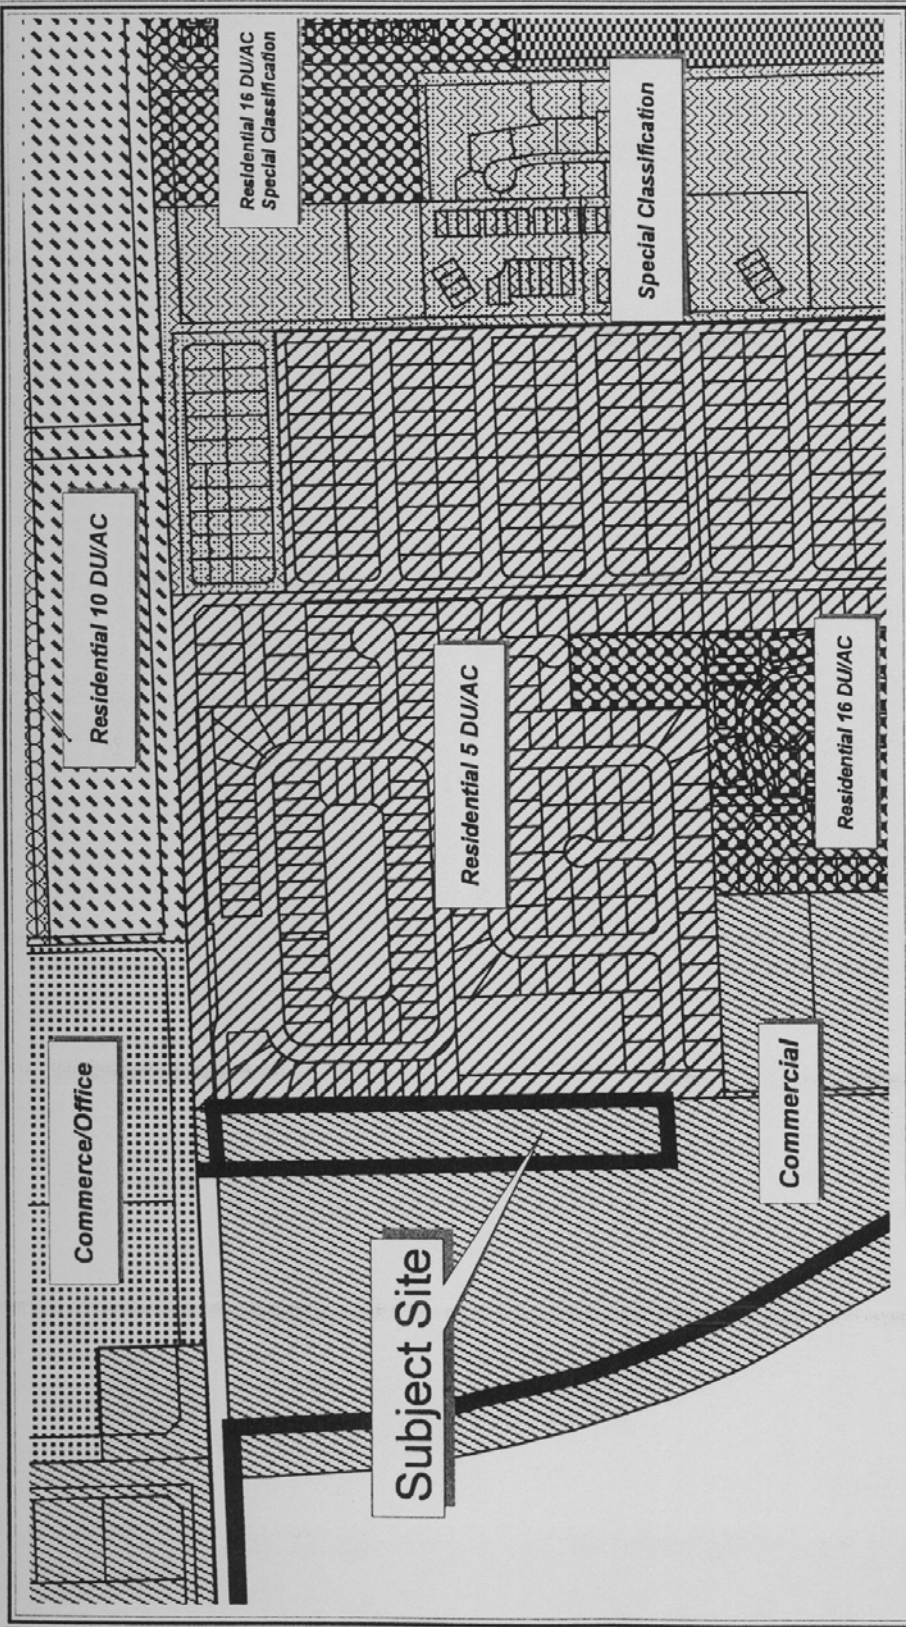 Residential 16 DU/AC
Special Classification
Special Classification
Residential 10 DU/AC
Residential 5 DU/AC
Residential 16 DU/AC
Commerce/Office
Commercial
Subject Site